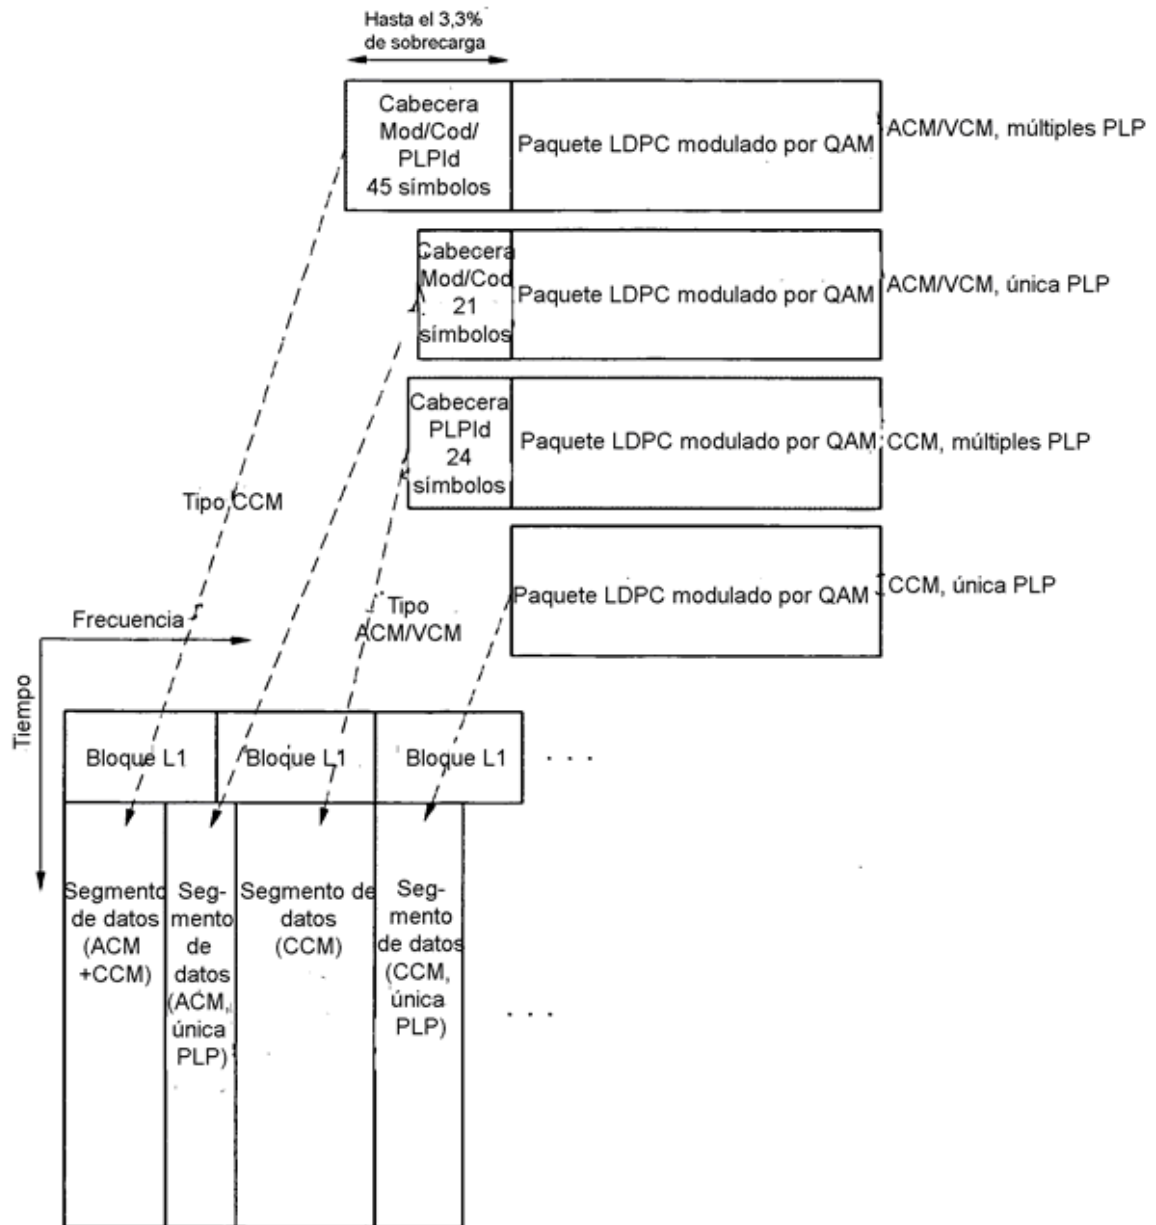 Hasta el 3,3%
de sobrecarga
Cabecera
Mod/Cod/
PLPId
45 símbolos
Paquete LDPC modulado por QAM
ACM/VCM, múltiples PLP
Cabecera
Mod/Cod
21
símbolos
Paquete LDPC modulado por QAM
ACM/VCM, única PLP
Cabecera
PLPId
24
símbolos
Paquete LDPC modulado por QAM
CCM, múltiples PLP
Tipo CCM
Paquete LDPC modulado por QAM
CCM, única PLP
Tipo
ACM/VCM
Frecuencia
Tiempo
Bloque L1
Bloque L1
Bloque L1
. . .
Segmento
de datos
(ACM
+CCM)
Seg-
mento
de
datos
(ACM,
única
PLP)
Segmento de
datos
(CCM)
Seg-
mento
de datos
(CCM,
única
PLP)
. . .